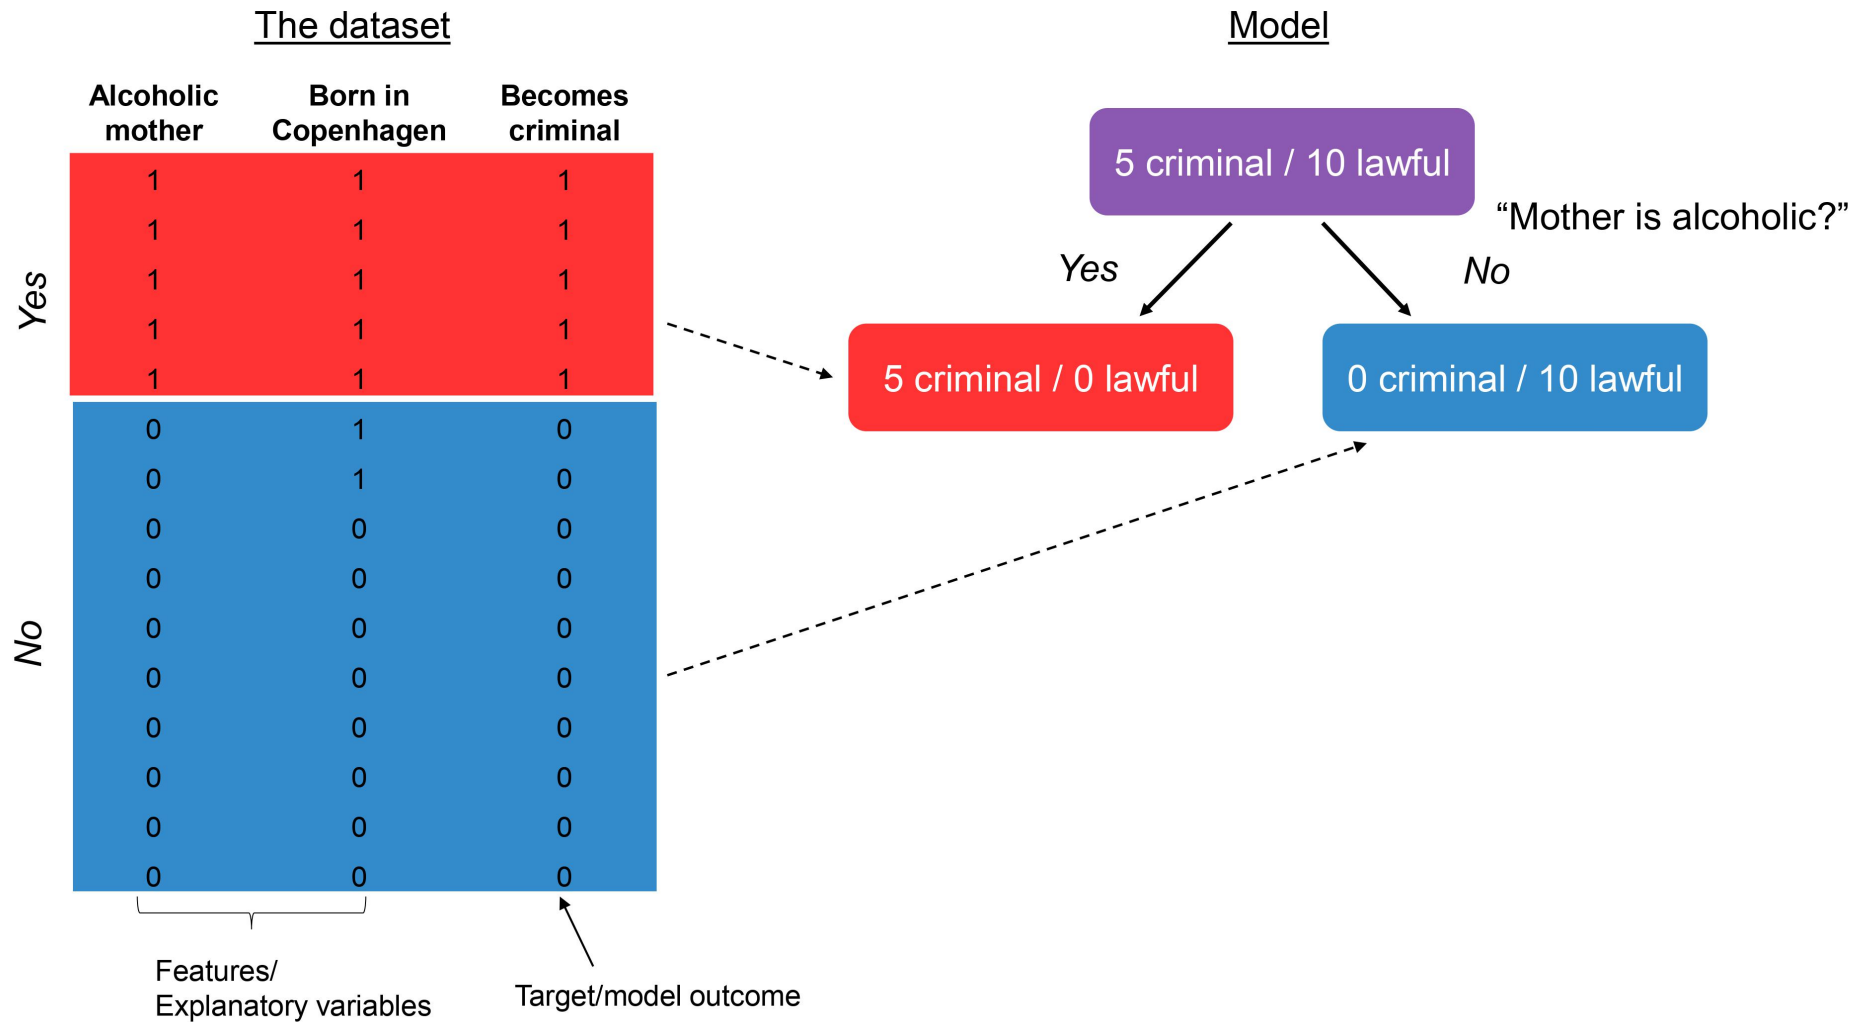 The dataset
Alcoholic mother
Born in Copenhagen
Becomes criminal
Yes
1 1 1
1 1 1
1 1 1
1 1 1
1 1 1
No
0 1 0
0 1 0
0 0 0
0 0 0
0 0 0
0 0 0
0 0 0
0 0 0
0 0 0
0 0 0
Features/
Explanatory variables
Target/model outcome
Model
5 criminal / 10 lawful
“Mother is alcoholic?”
Yes
No
5 criminal / 0 lawful
0 criminal / 10 lawful